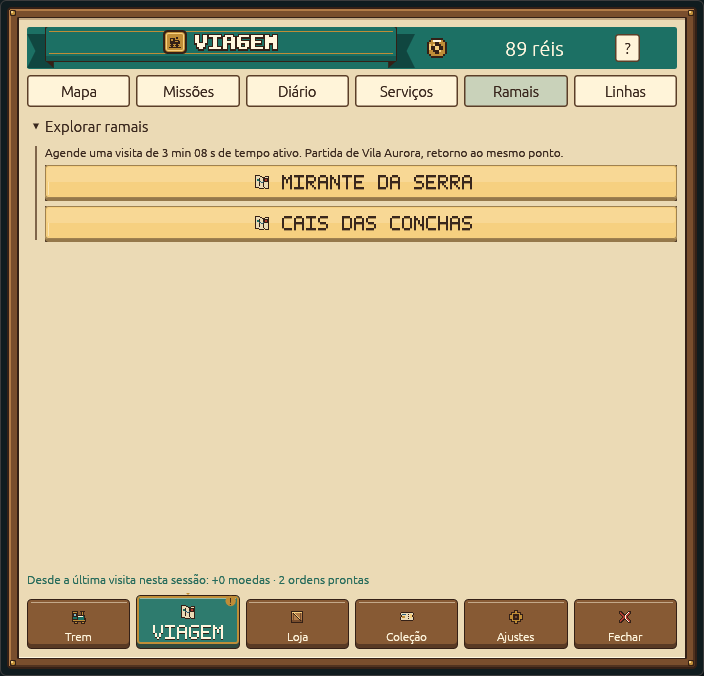 VIAGEM
89 réis
?
Mapa
Missões
Diário
Serviços
Ramais
Linhas
▼ Explorar ramais
Agende uma visita de 3 min 08 s de tempo ativo. Partida de Vila Aurora, retorno ao mesmo ponto.
MIRANTE DA SERRA
CAIS DAS CONCHAS
Desde a última visita nesta sessão: +0 moedas · 2 ordens prontas
!
Trem
VIAGEM
Loja
Coleção
Ajustes
Fechar